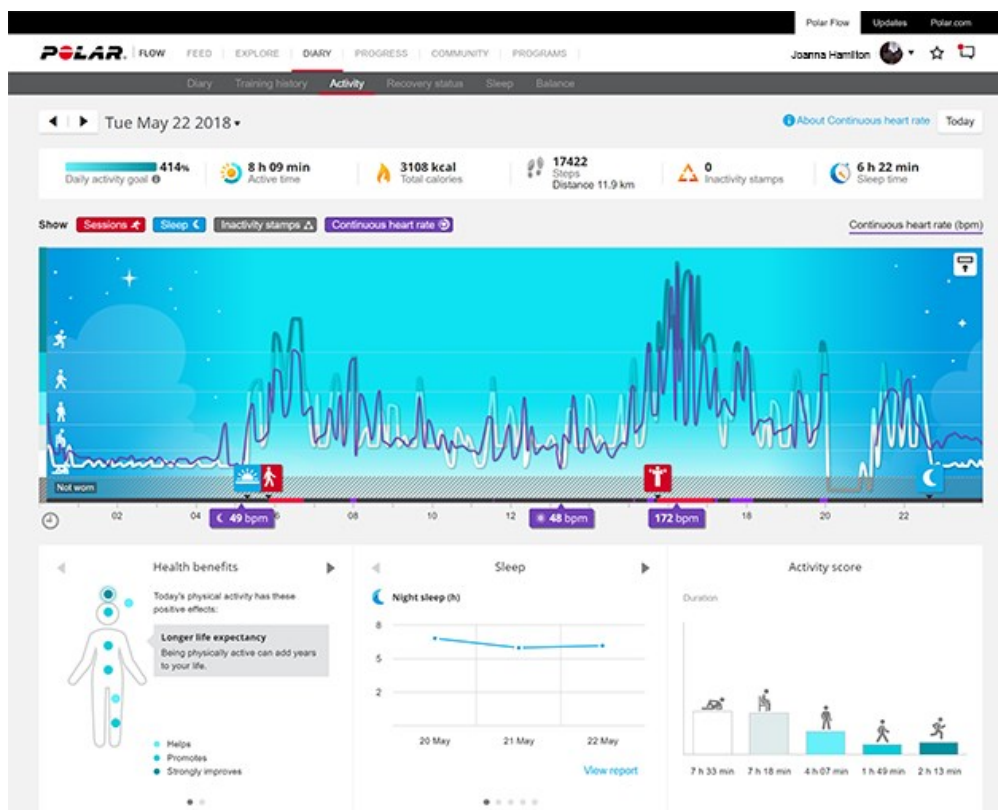 Polar Flow Updates Polar.com
POLAR. FLOW FEED EXPLORE DIARY PROGRESS COMMUNITY PROGRAMS Joanna Hamilton
Diary Training history Activity Recovery status Sleep Balance
Tue May 22 2018 About Continuous heart rate Today
414%
Daily activity goal
8 h 09 min
Active time
3108 kcal
Total calories
17422
Steps
Distance 11.9 km
0
Inactivity stamps
6 h 22 min
Sleep time
Show Sessions Sleep Inactivity stamps Continuous heart rate Continuous heart rate (bpm)
Not worn
02 04 06 08 10 12 16 18 20 22
49 bpm 48 bpm 172 bpm
Health benefits
Today's physical activity has these
positive effects:
Longer life expectancy
Being physically active can add years
to your life.
Helps
Promotes
Strongly improves
Sleep
Night sleep (h)
8
5
2
20 May 21 May 22 May
View report
Activity score
Duration
7 h 33 min 7 h 18 min 4 h 07 min 1 h 49 min 2 h 13 min